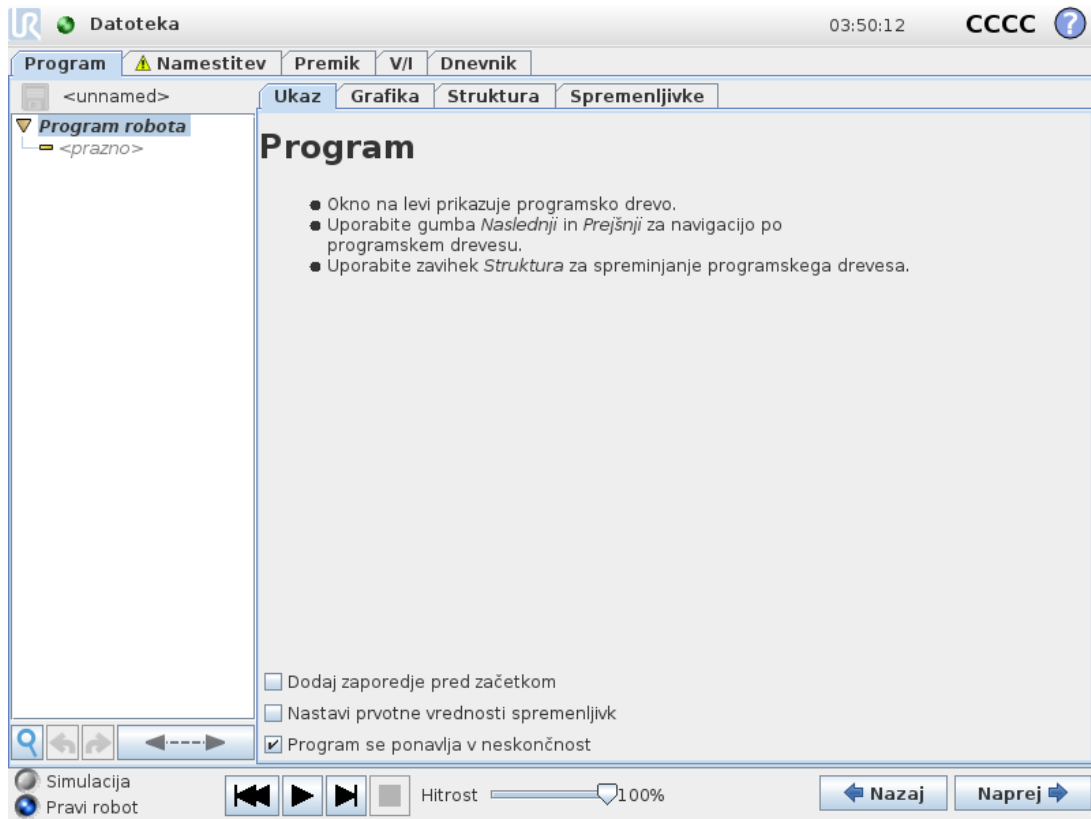 UR Datoteka 03:50:12 CCCC ?
Program Namestitev Premik V/I Dnevnik
<unnamed> Ukaz Grafika Struktura Spremenljivke
Program robota
<prazno>
Program
Okno na levi prikazuje programsko drevo.
Uporabite gumba Naslednji in Prejšnji za navigacijo po
programskem drevesu.
Uporabite zavihek Struktura za spreminjanje programskega drevesa.
Dodaj zaporedje pred začetkom
Nastavi prvotne vrednosti spremenljivk
Program se ponavlja v neskončnost
Simulacija
Pravi robot
Hitrost 100% Nazaj Naprej